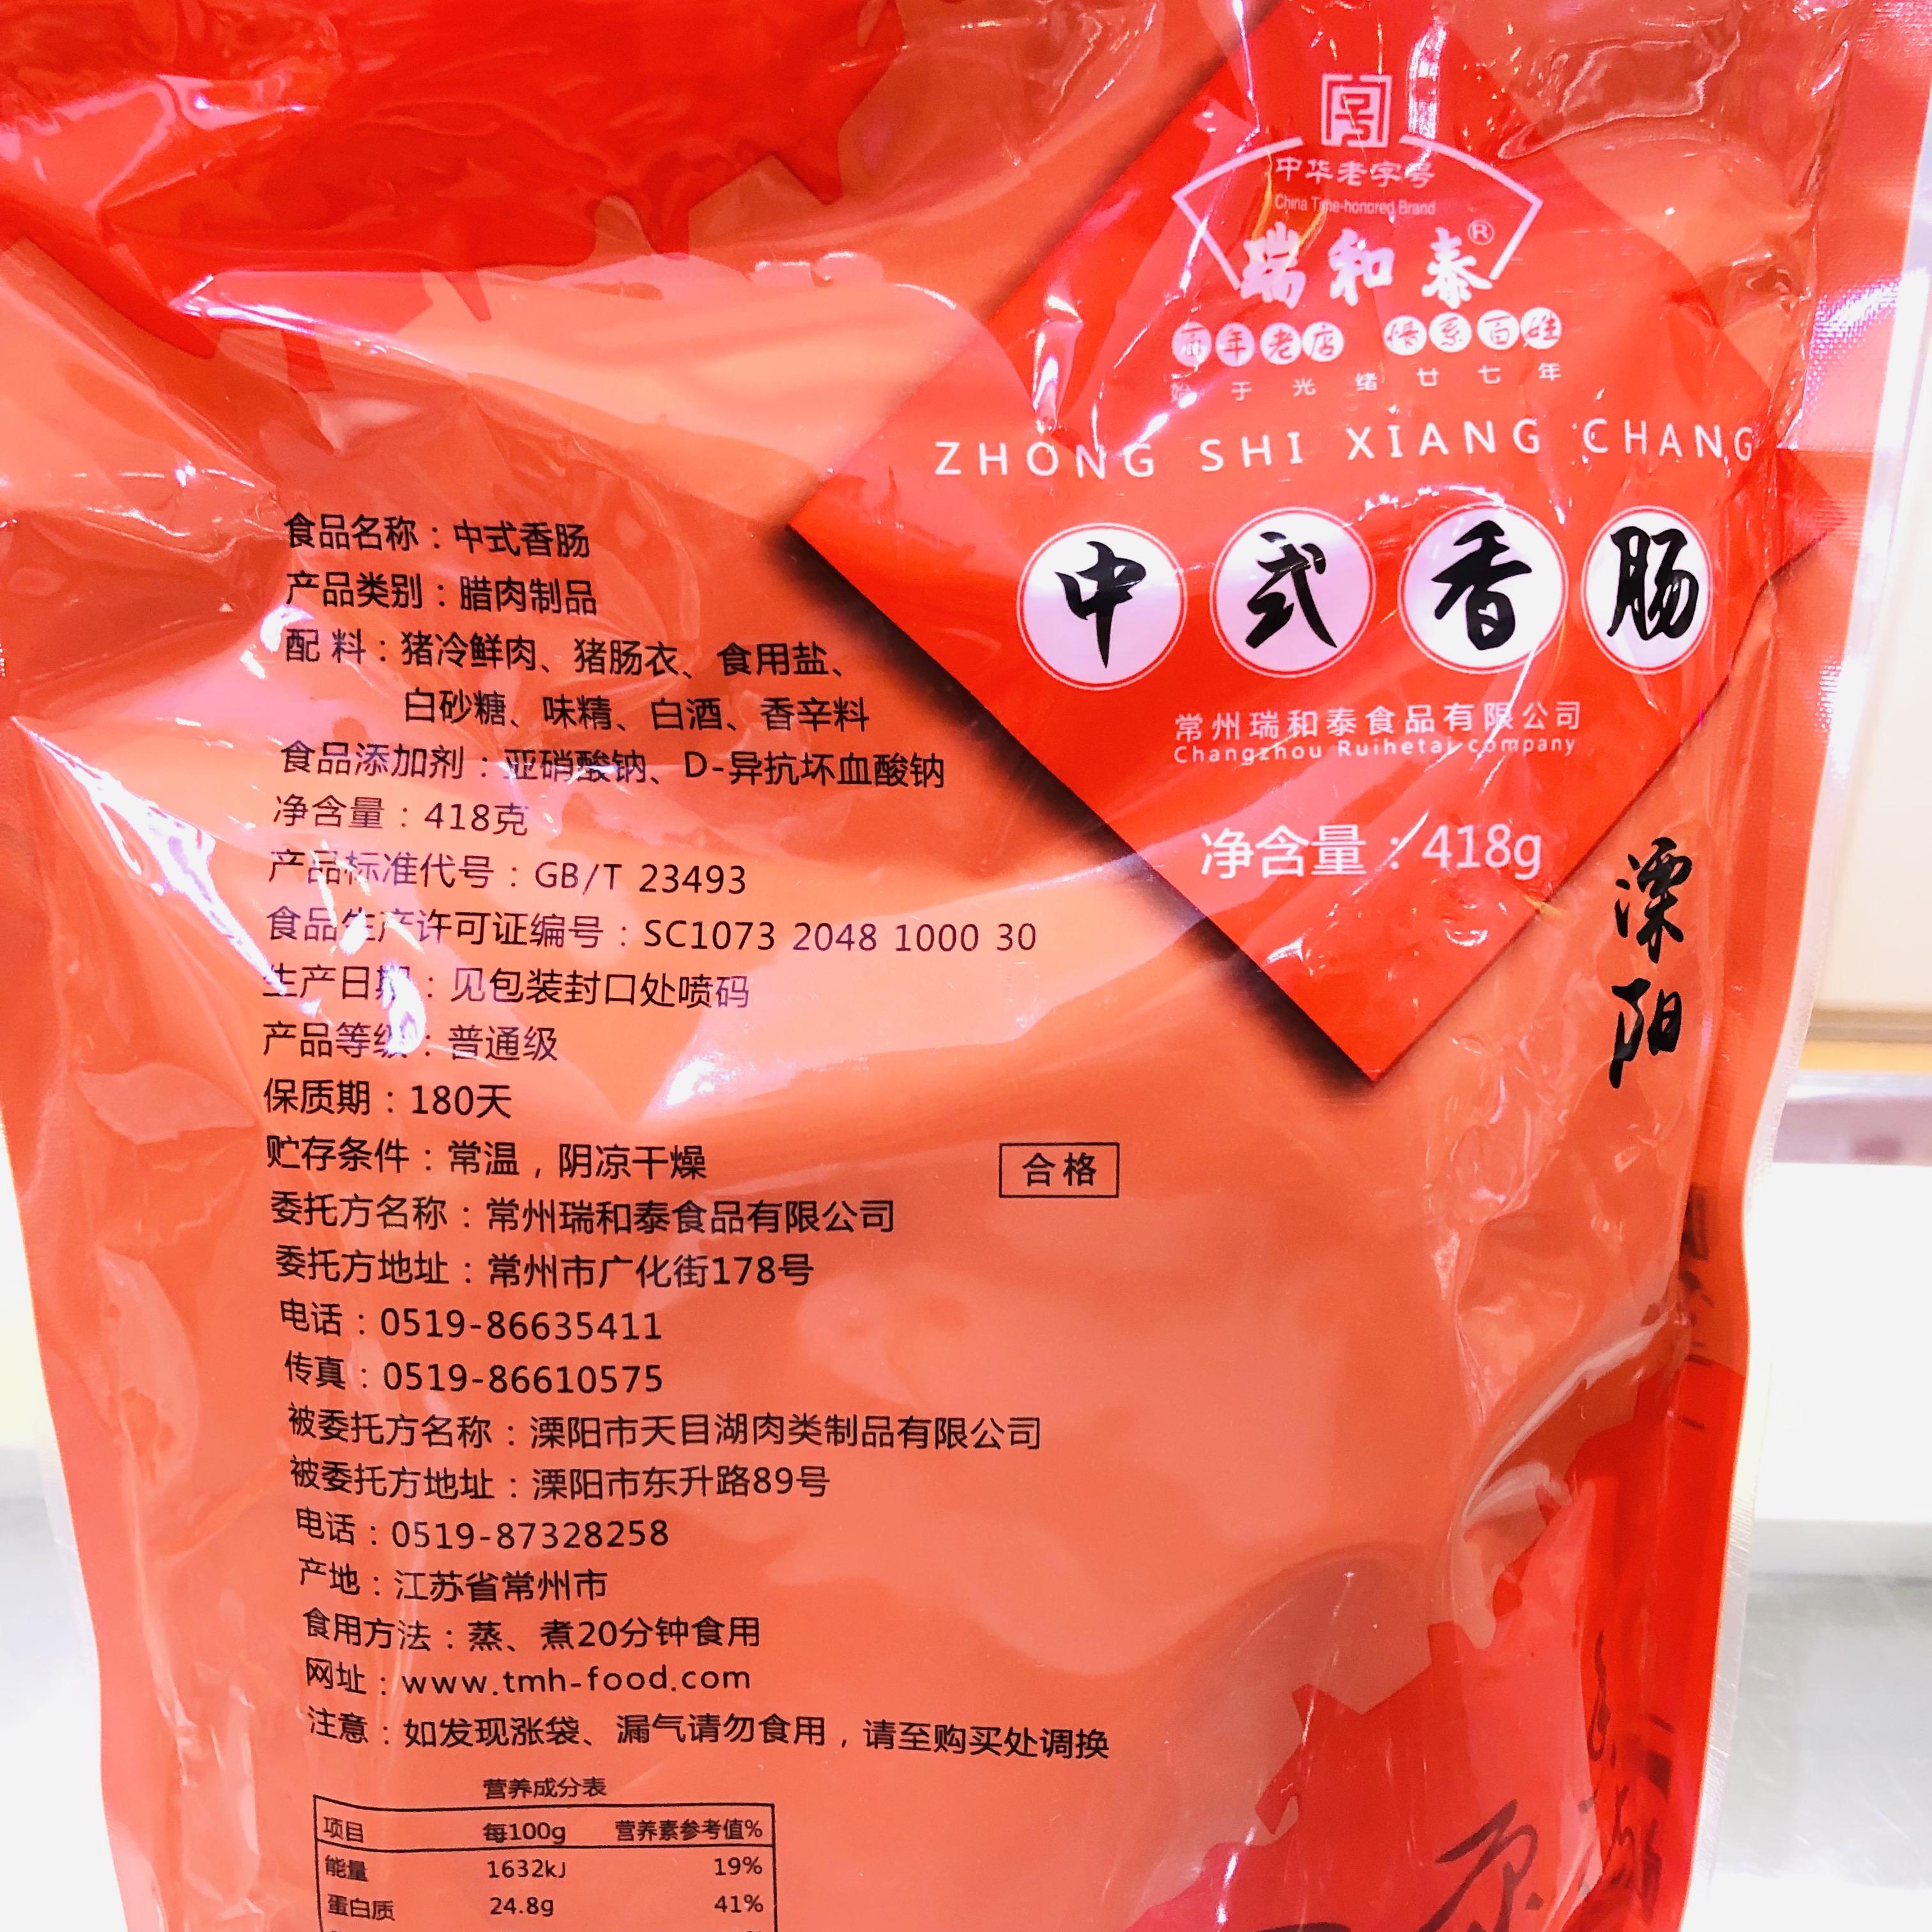 中华老字号
China Time-honored Brand
瑞和泰®
百年老店 情系百姓
始于光绪廿七年
ZHONG SHI XIANG CHANG
中式香肠
常州瑞和泰食品有限公司
Changzhou Ruihetai company
净含量：418g
溧阳
食品名称：中式香肠
产品类别：腊肉制品
配 料：猪冷鲜肉、猪肠衣、食用盐、
白砂糖、味精、白酒、香辛料
食品添加剂：亚硝酸钠、D-异抗坏血酸钠
净含量：418克
产品标准代号：GB/T 23493
食品生产许可证编号：SC1073 2048 1000 30
生产日期：见包装封口处喷码
产品等级：普通级
保质期：180天
贮存条件：常温，阴凉干燥
合格
委托方名称：常州瑞和泰食品有限公司
委托方地址：常州市广化街178号
电话：0519-86635411
传真：0519-86610575
被委托方名称：溧阳市天目湖肉类制品有限公司
被委托方地址：溧阳市东升路89号
电话：0519-87328258
产地：江苏省常州市
食用方法：蒸、煮20分钟食用
网址：www.tmh-food.com
注意：如发现涨袋、漏气请勿食用，请至购买处调换
营养成分表
项目 每100g 营养素参考值%
能量 1632kJ 19%
蛋白质 24.8g 41%